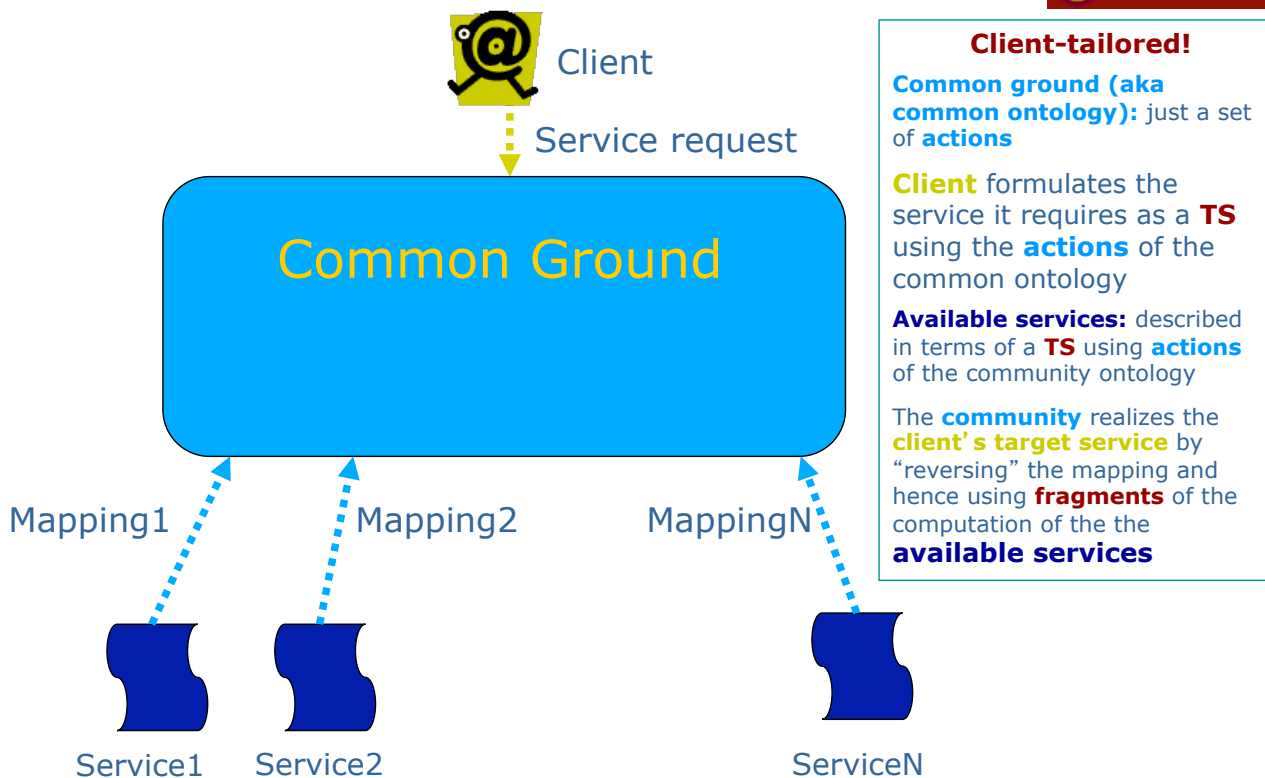 Client
Service request
Common Ground
Mapping1
Mapping2
MappingN
Service1
Service2
ServiceN
Client-tailored!
Common ground (aka
common ontology): just a set
of actions
Client formulates the
service it requires as a TS
using the actions of the
common ontology
Available services: described
in terms of a TS using actions
of the community ontology
The community realizes the
client’s target service by
“reversing” the mapping and
hence using fragments of the
computation of the the
available services